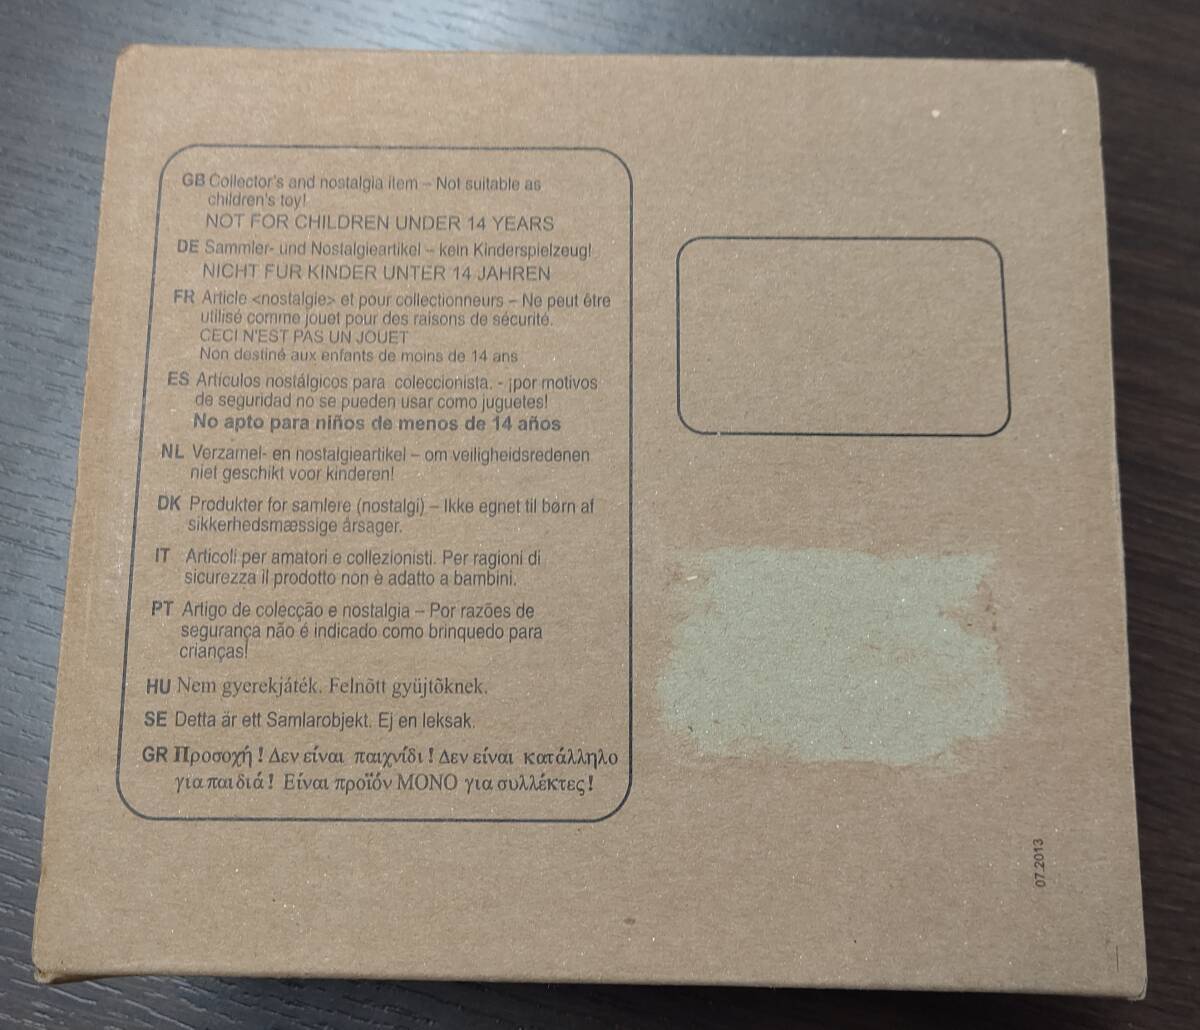 GB Collector's and nostalgia item – Not suitable as
children's toy!
NOT FOR CHILDREN UNDER 14 YEARS
DE Sammler- und Nostalgieartikel – kein Kinderspielzeug!
NICHT FUR KINDER UNTER 14 JAHREN
FR Article <nostalgie> et pour collectionneurs – Ne peut être
utilisé comme jouet pour des raisons de sécurité.
CECI N'EST PAS UN JOUET
Non destiné aux enfants de moins de 14 ans
ES Artículos nostálgicos para coleccionista. - ¡por motivos
de seguridad no se pueden usar como juguetes!
No apto para niños de menos de 14 años
NL Verzamel- en nostalgieartikel – om veiligheidsredenen
niet geschikt voor kinderen!
DK Produkter for samlere (nostalgi) – Ikke egnet til børn af
sikkerhedsmæssige årsager.
IT Articoli per amatori e collezionisti. Per ragioni di
sicurezza il prodotto non è adatto a bambini.
PT Artigo de colecção e nostalgia – Por razões de
segurança não é indicado como brinquedo para
crianças!
HU Nem gyerekjáték. Felnõtt gyüjtõknek.
SE Detta är ett Samlarobjekt. Ej en leksak.
GR Προσοχή ! Δεν είναι παιχνίδι ! Δεν είναι κατάλληλο
για παιδιά ! Είναι προΐόν ΜΟΝΟ για συλλέκτες !
07.2013